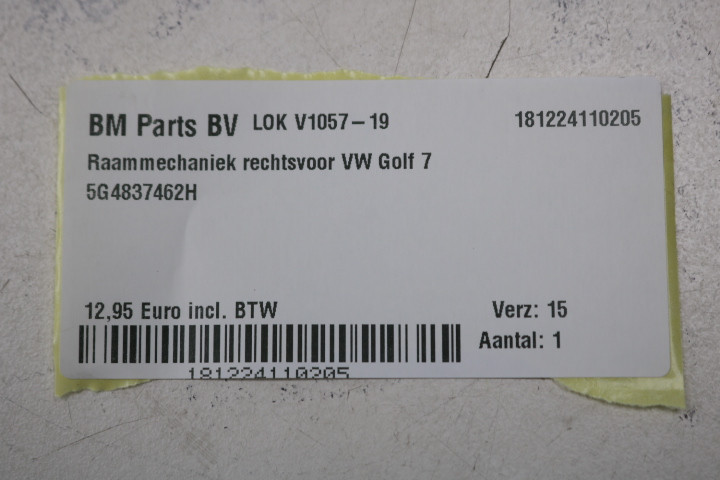 BM Parts BV LOK V1057-19 181224110205
Raammechaniek rechtsvoor VW Golf 7
5G4837462H
12,95 Euro incl. BTW Verz: 15
Aantal: 1
181224110205